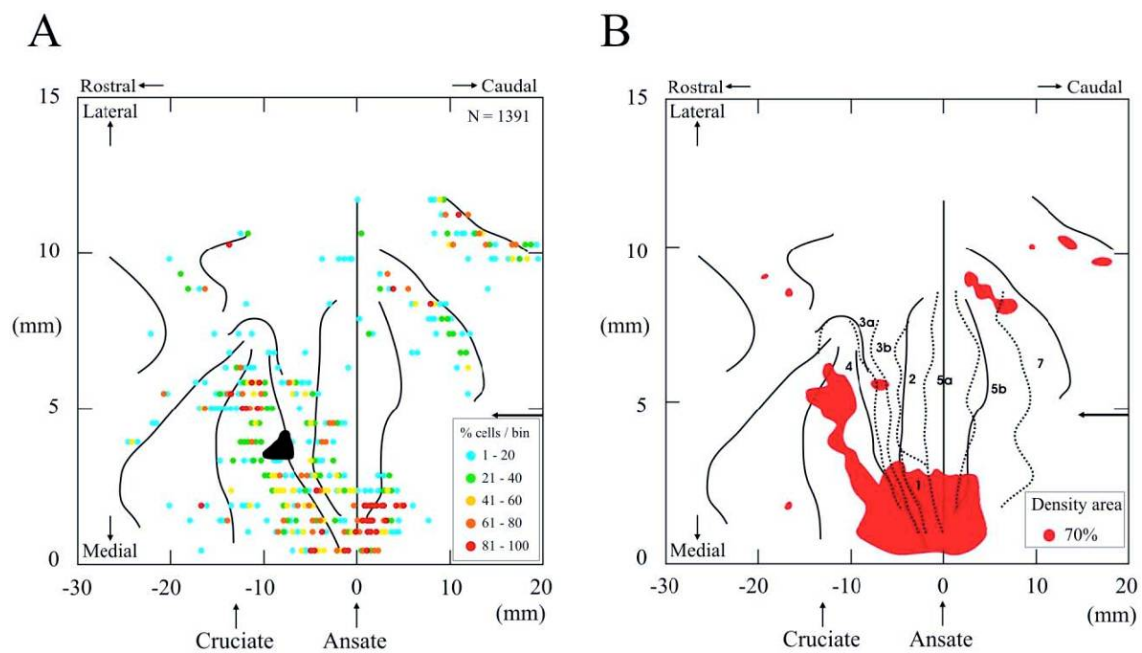 A
Rostral
Caudal
15
Lateral
N = 1391
10
(mm)
5
% cells / bin
1 - 20
21 - 40
41 - 60
61 - 80
81 - 100
Medial
0
-30
-20
-10
0
10
20
(mm)
Cruciate
Ansate
B
Rostral
Caudal
15
Lateral
10
(mm)
3a
3b
4
2
5a
5b
7
5
1
Density area
70%
Medial
0
-30
-20
-10
0
10
20
(mm)
Cruciate
Ansate